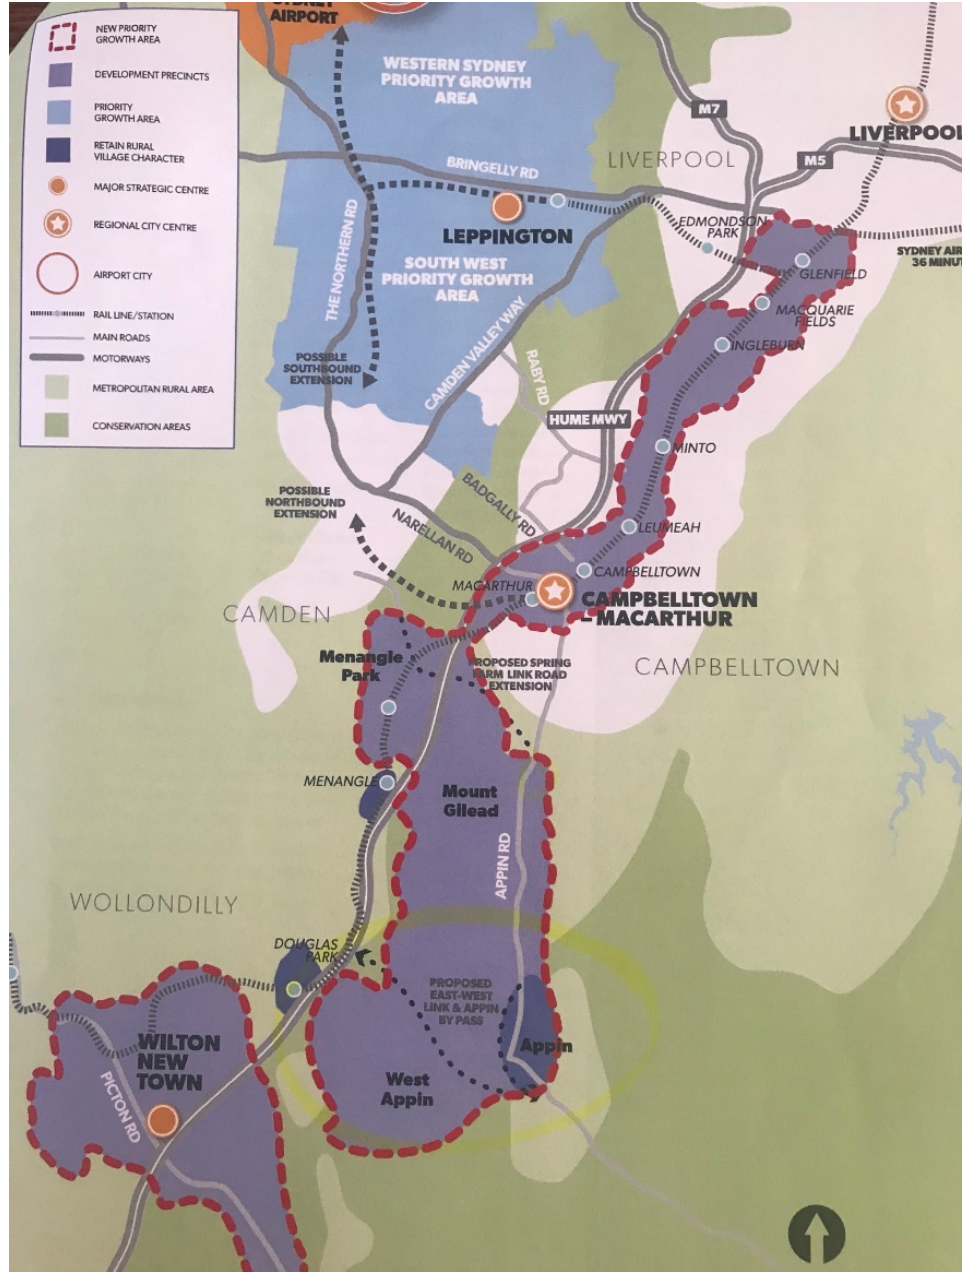 SYDNEY
AIRPORT
NEW PRIORITY
GROWTH AREA
DEVELOPMENT PRECINCTS
PRIORITY
GROWTH AREA
RETAIN RURAL
VILLAGE CHARACTER
MAJOR STRATEGIC CENTRE
REGIONAL CITY CENTRE
AIRPORT CITY
RAIL LINE/STATION
MAIN ROADS
MOTORWAYS
METROPOLITAN RURAL AREA
CONSERVATION AREAS
WESTERN SYDNEY
PRIORITY GROWTH
AREA
M7
LIVERPOOL
M5
LIVERPOOL
BRINGELLY RD
THE NORTHERN RD
LEPPINGTON
EDMONDSON
PARK
SYDNEY AIR
36 MINUT
SOUTH WEST
PRIORITY GROWTH
AREA
GLENFIELD
MACQUARIE
FIELDS
INGLEBURN
CAMDEN VALLEY WAY
RABY RD
POSSIBLE
SOUTHBOUND
EXTENSION
HUME MWY
MINTO
POSSIBLE
NORTHBOUND
EXTENSION
BADGALLY RD
NARELLAN RD
LEUMEAH
CAMPBELLTOWN
MACARTHUR
CAMPBELLTOWN
– MACARTHUR
CAMDEN
CAMPBELLTOWN
Menangle
Park
PROPOSED SPRING
FARM LINK ROAD
EXTENSION
MENANGLE
Mount
Gilead
APPIN RD
WOLLONDILLY
DOUGLAS
PARK
PROPOSED
EAST-WEST
LINK & APPIN
BY PASS
Appin
WILTON
NEW
TOWN
PICTON RD
West
Appin